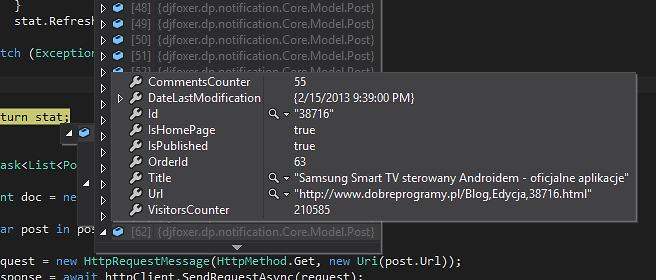 }
stat.Refresh
[48] {djfoxer.dp.notification.Core.Model.Post}
[49] {djfoxer.dp.notification.Core.Model.Post}
[50] {djfoxer.dp.notification.Core.Model.Post}
tch (Exception
[51] {djfoxer.dp.notification.Core.Model.Post}
[52] {djfoxer.dp.notification.Core.Model.Post}
CommentsCounter 55
DateLastModification {2/15/2013 9:39:00 PM}
turn stat;
Id "38716"
IsHomePage true
IsPublished true
ask<List<Po
OrderId 63
Title "Samsung Smart TV sterowany Androidem - oficjalne aplikacje"
nt doc = ne
Url "http://www.dobreprogramy.pl/Blog,Edycja,38716.html"
VisitorsCounter 210585
ar post in po
[62] {djfoxer.dp.notification.Core.Model.Post}
quest = new HttpRequestMessage(HttpMethod.Get, new Uri(post.Url));
sponse = await httpClient.SendRequestAsync(request);